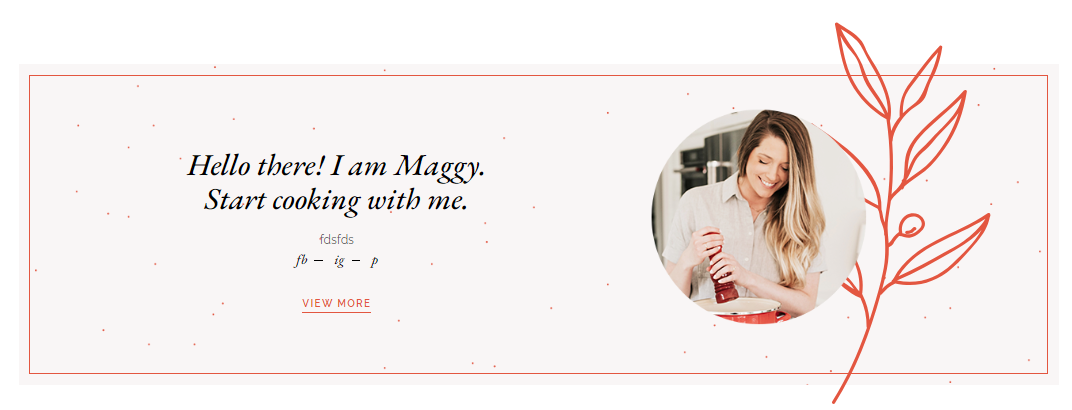 Hello there! I am Maggy.
Start cooking with me.
fdsfds
fb – ig – p
VIEW MORE